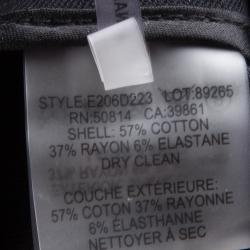 STYLE:E206D223 LOT:89265
RN:50814 CA:39861
SHELL: 57% COTTON
37% RAYON 6% ELASTANE
DRY CLEAN
COUCHE EXTÉRIEURE:
57% COTON 37% RAYONNE
6% ÉLASTHANNE
NETTOYER À SEC